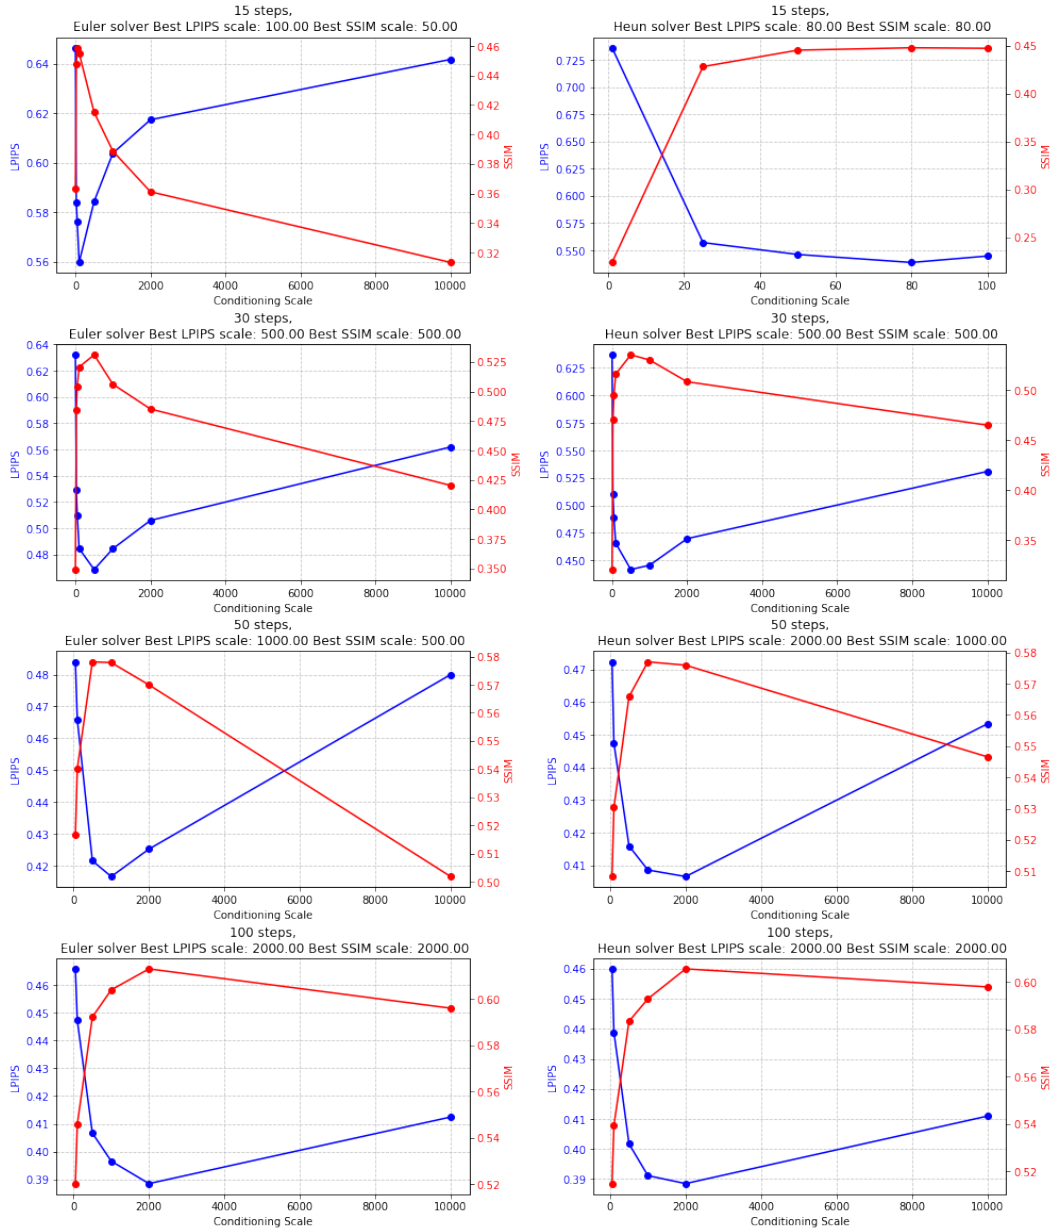 15 steps,
Euler solver Best LPIPS scale: 100.00 Best SSIM scale: 50.00
0.64
0.62
0.60
0.58
0.56
LPIPS
0.46
0.44
0.42
0.40
0.38
0.36
0.34
0.32
SSIM
0 2000 4000 6000 8000 10000
Conditioning Scale
15 steps,
Heun solver Best LPIPS scale: 80.00 Best SSIM scale: 80.00
0.725
0.700
0.675
0.650
0.625
0.600
0.575
0.550
LPIPS
0.45
0.40
0.35
0.30
0.25
SSIM
0 20 40 60 80 100
Conditioning Scale
30 steps,
Euler solver Best LPIPS scale: 500.00 Best SSIM scale: 500.00
0.64
0.62
0.60
0.58
0.56
0.54
0.52
0.50
0.48
LPIPS
0.525
0.500
0.475
0.450
0.425
0.400
0.375
0.350
SSIM
0 2000 4000 6000 8000 10000
Conditioning Scale
30 steps,
Heun solver Best LPIPS scale: 500.00 Best SSIM scale: 500.00
0.625
0.600
0.575
0.550
0.525
0.500
0.475
0.450
LPIPS
0.50
0.45
0.40
0.35
SSIM
0 2000 4000 6000 8000 10000
Conditioning Scale
50 steps,
Euler solver Best LPIPS scale: 1000.00 Best SSIM scale: 500.00
0.48
0.47
0.46
0.45
0.44
0.43
0.42
LPIPS
0.58
0.57
0.56
0.55
0.54
0.53
0.52
0.51
0.50
SSIM
0 2000 4000 6000 8000 10000
Conditioning Scale
50 steps,
Heun solver Best LPIPS scale: 2000.00 Best SSIM scale: 1000.00
0.47
0.46
0.45
0.44
0.43
0.42
0.41
LPIPS
0.58
0.57
0.56
0.55
0.54
0.53
0.52
0.51
SSIM
0 2000 4000 6000 8000 10000
Conditioning Scale
100 steps,
Euler solver Best LPIPS scale: 2000.00 Best SSIM scale: 2000.00
0.46
0.45
0.44
0.43
0.42
0.41
0.40
0.39
LPIPS
0.60
0.58
0.56
0.54
0.52
SSIM
0 2000 4000 6000 8000 10000
Conditioning Scale
100 steps,
Heun solver Best LPIPS scale: 2000.00 Best SSIM scale: 2000.00
0.46
0.45
0.44
0.43
0.42
0.41
0.40
0.39
LPIPS
0.60
0.58
0.56
0.54
0.52
SSIM
0 2000 4000 6000 8000 10000
Conditioning Scale